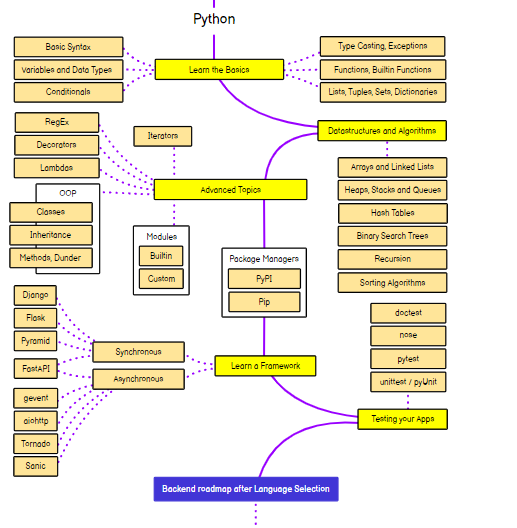 Python
Basic Syntax
Variables and Data Types
Conditionals
Learn the Basics
Type Casting, Exceptions
Functions, Builtin Functions
Lists, Tuples, Sets, Dictionaries
Datastructures and Algorithms
RegEx
Decorators
Lambdas
Iterators
OOP
Classes
Inheritance
Methods, Dunder
Advanced Topics
Modules
Builtin
Custom
Arrays and Linked Lists
Heaps, Stacks and Queues
Hash Tables
Binary Search Trees
Recursion
Sorting Algorithms
Package Managers
PyPI
Pip
Django
Flask
Pyramid
FastAPI
gevent
aiohttp
Tornado
Sanic
Synchronous
Asynchronous
Learn a Framework
doctest
nose
pytest
unittest / pyUnit
Testing your Apps
Backend roadmap after Language Selection